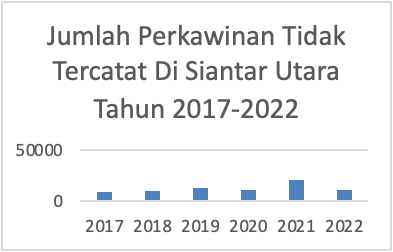 Jumlah Perkawinan Tidak
Tercatat Di Siantar Utara
Tahun 2017-2022
50000
0
2017 2018 2019 2020 2021 2022